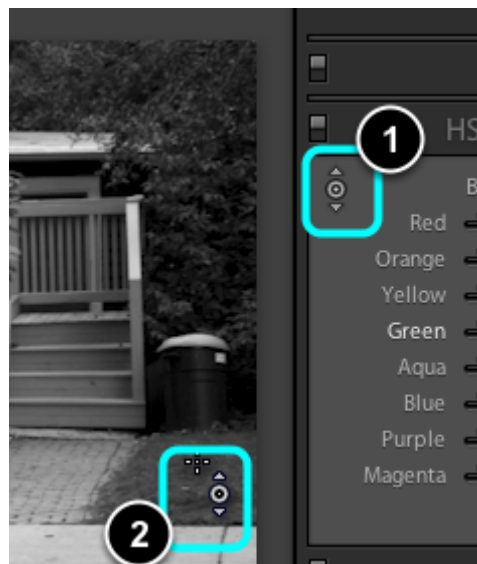 1
HS
B
Red
Orange
Yellow
Green
Aqua
Blue
Purple
Magenta
2